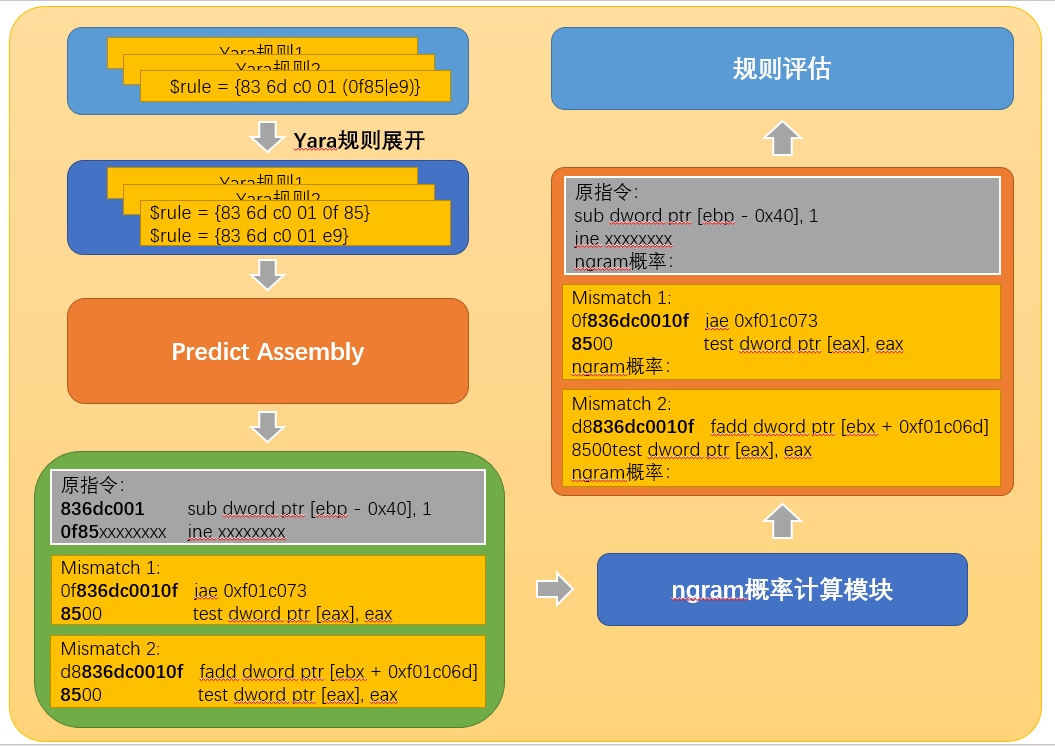 Yara规则1
Yara规则2
$rule = {83 6d c0 01 (0f85|e9)}
Yara规则展开
Yara规则1
Yara规则2
$rule = {83 6d c0 01 0f 85}
$rule = {83 6d c0 01 e9}
Predict Assembly
原指令:
836dc001 sub dword ptr [ebp - 0x40], 1
0f85xxxxxxxx jne xxxxxxxx
Mismatch 1:
0f836dc0010f jae 0xf01c073
8500 test dword ptr [eax], eax
Mismatch 2:
d8836dc0010f fadd dword ptr [ebx + 0xf01c06d]
8500 test dword ptr [eax], eax
ngram概率计算模块
原指令:
sub dword ptr [ebp - 0x40], 1
jne xxxxxxxx
ngram概率:
Mismatch 1:
0f836dc0010f jae 0xf01c073
8500 test dword ptr [eax], eax
ngram概率:
Mismatch 2:
d8836dc0010f fadd dword ptr [ebx + 0xf01c06d]
8500test dword ptr [eax], eax
ngram概率:
规则评估